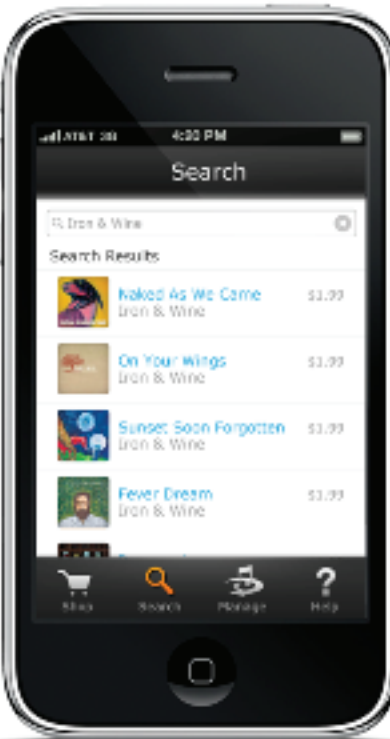 AT&T 3G 4:20 PM
Search
Iron & Wine
Search Results
Naked As We Came $1.99
Iron & Wine
On Your Wings $1.99
Iron & Wine
Sunset Soon Forgotten $1.99
Iron & Wine
Fever Dream $1.99
Iron & Wine
Shop Search Manage Help